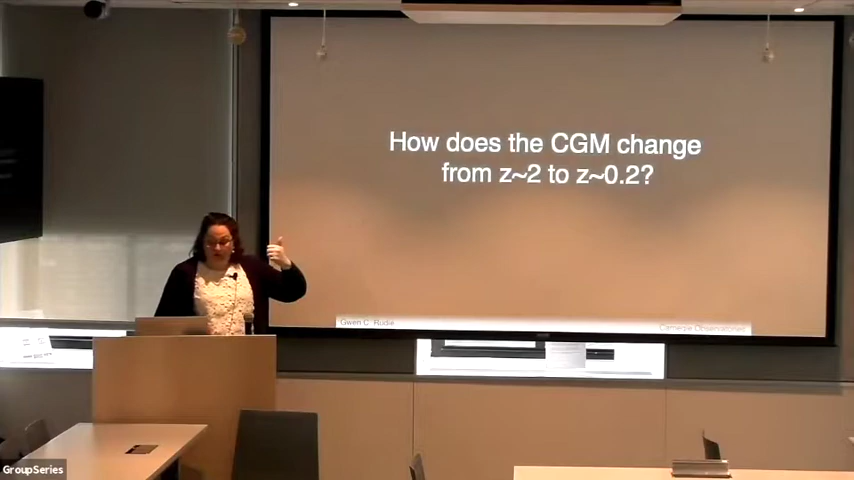 How does the CGM change
from z~2 to z~0.2?
Gwen C. Rudie
Carnegie Observatories
GroupSeries